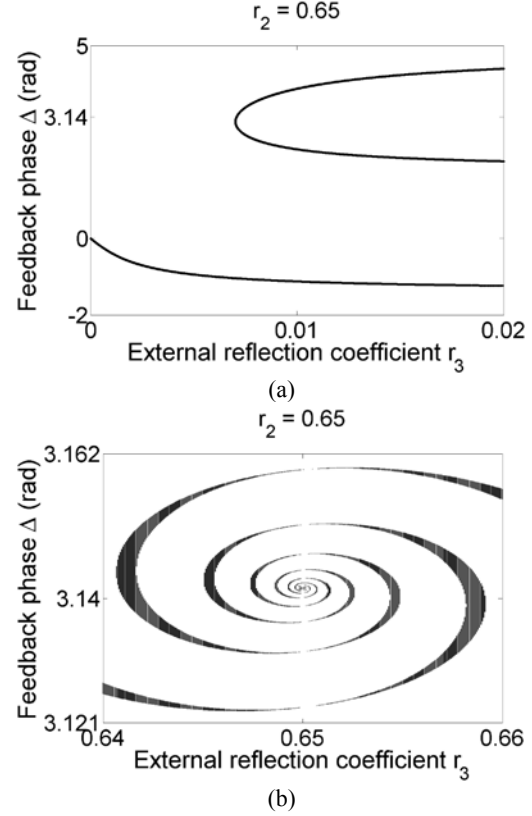 r₂ = 0.65
5
3.14
0
-2
Feedback phase Δ (rad)
0 0.01 0.02
External reflection coefficient r₃
(a)
r₂ = 0.65
3.162
3.14
3.121
Feedback phase Δ (rad)
0.64 0.65 0.66
External reflection coefficient r₃
(b)